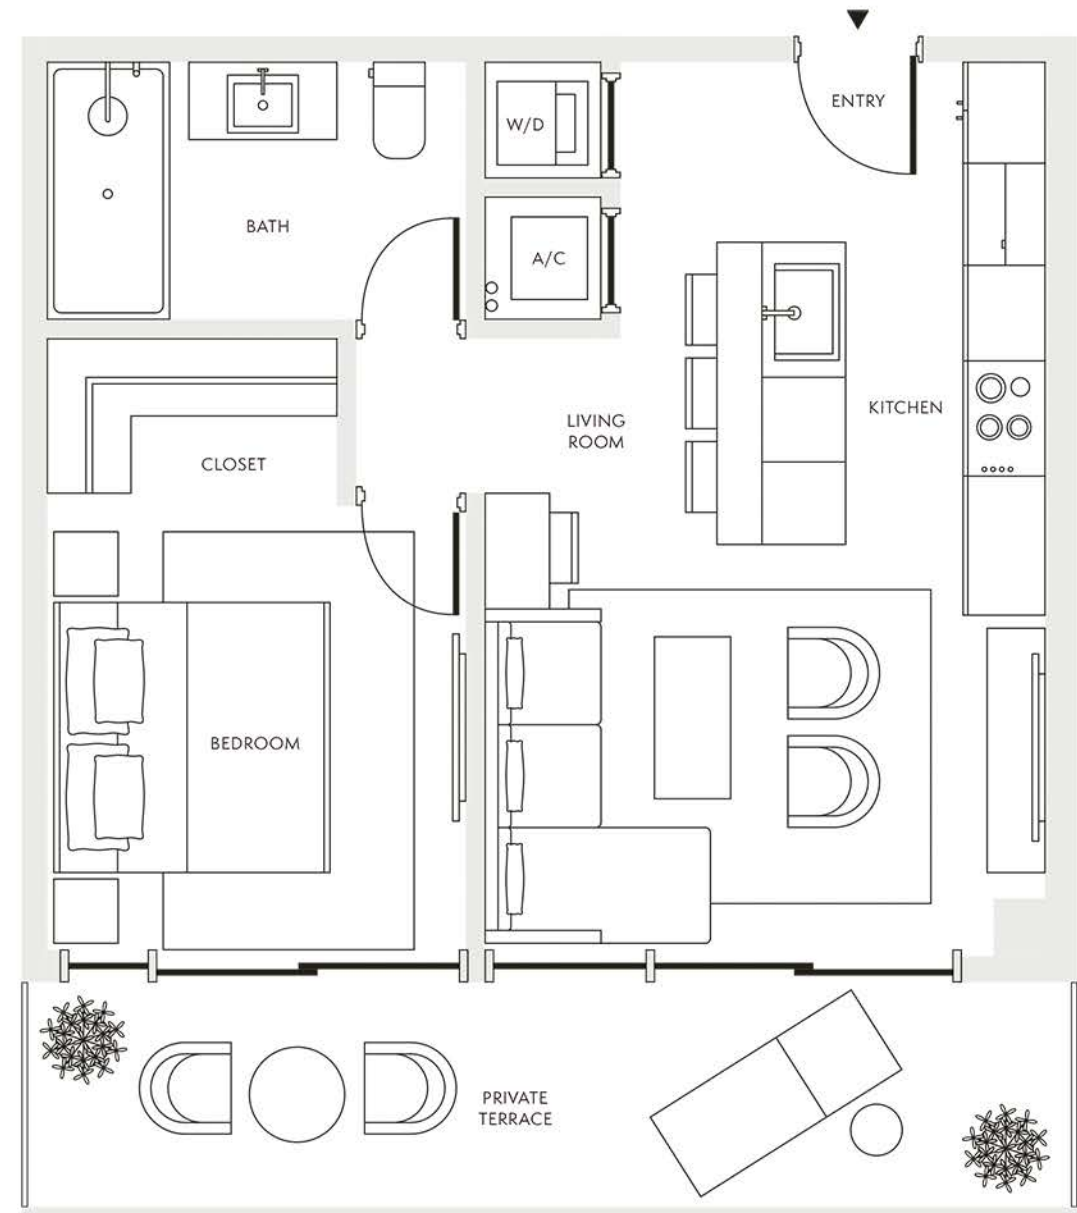 ENTRY
W/D
BATH
A/C
LIVING
ROOM
KITCHEN
CLOSET
BEDROOM
PRIVATE
TERRACE